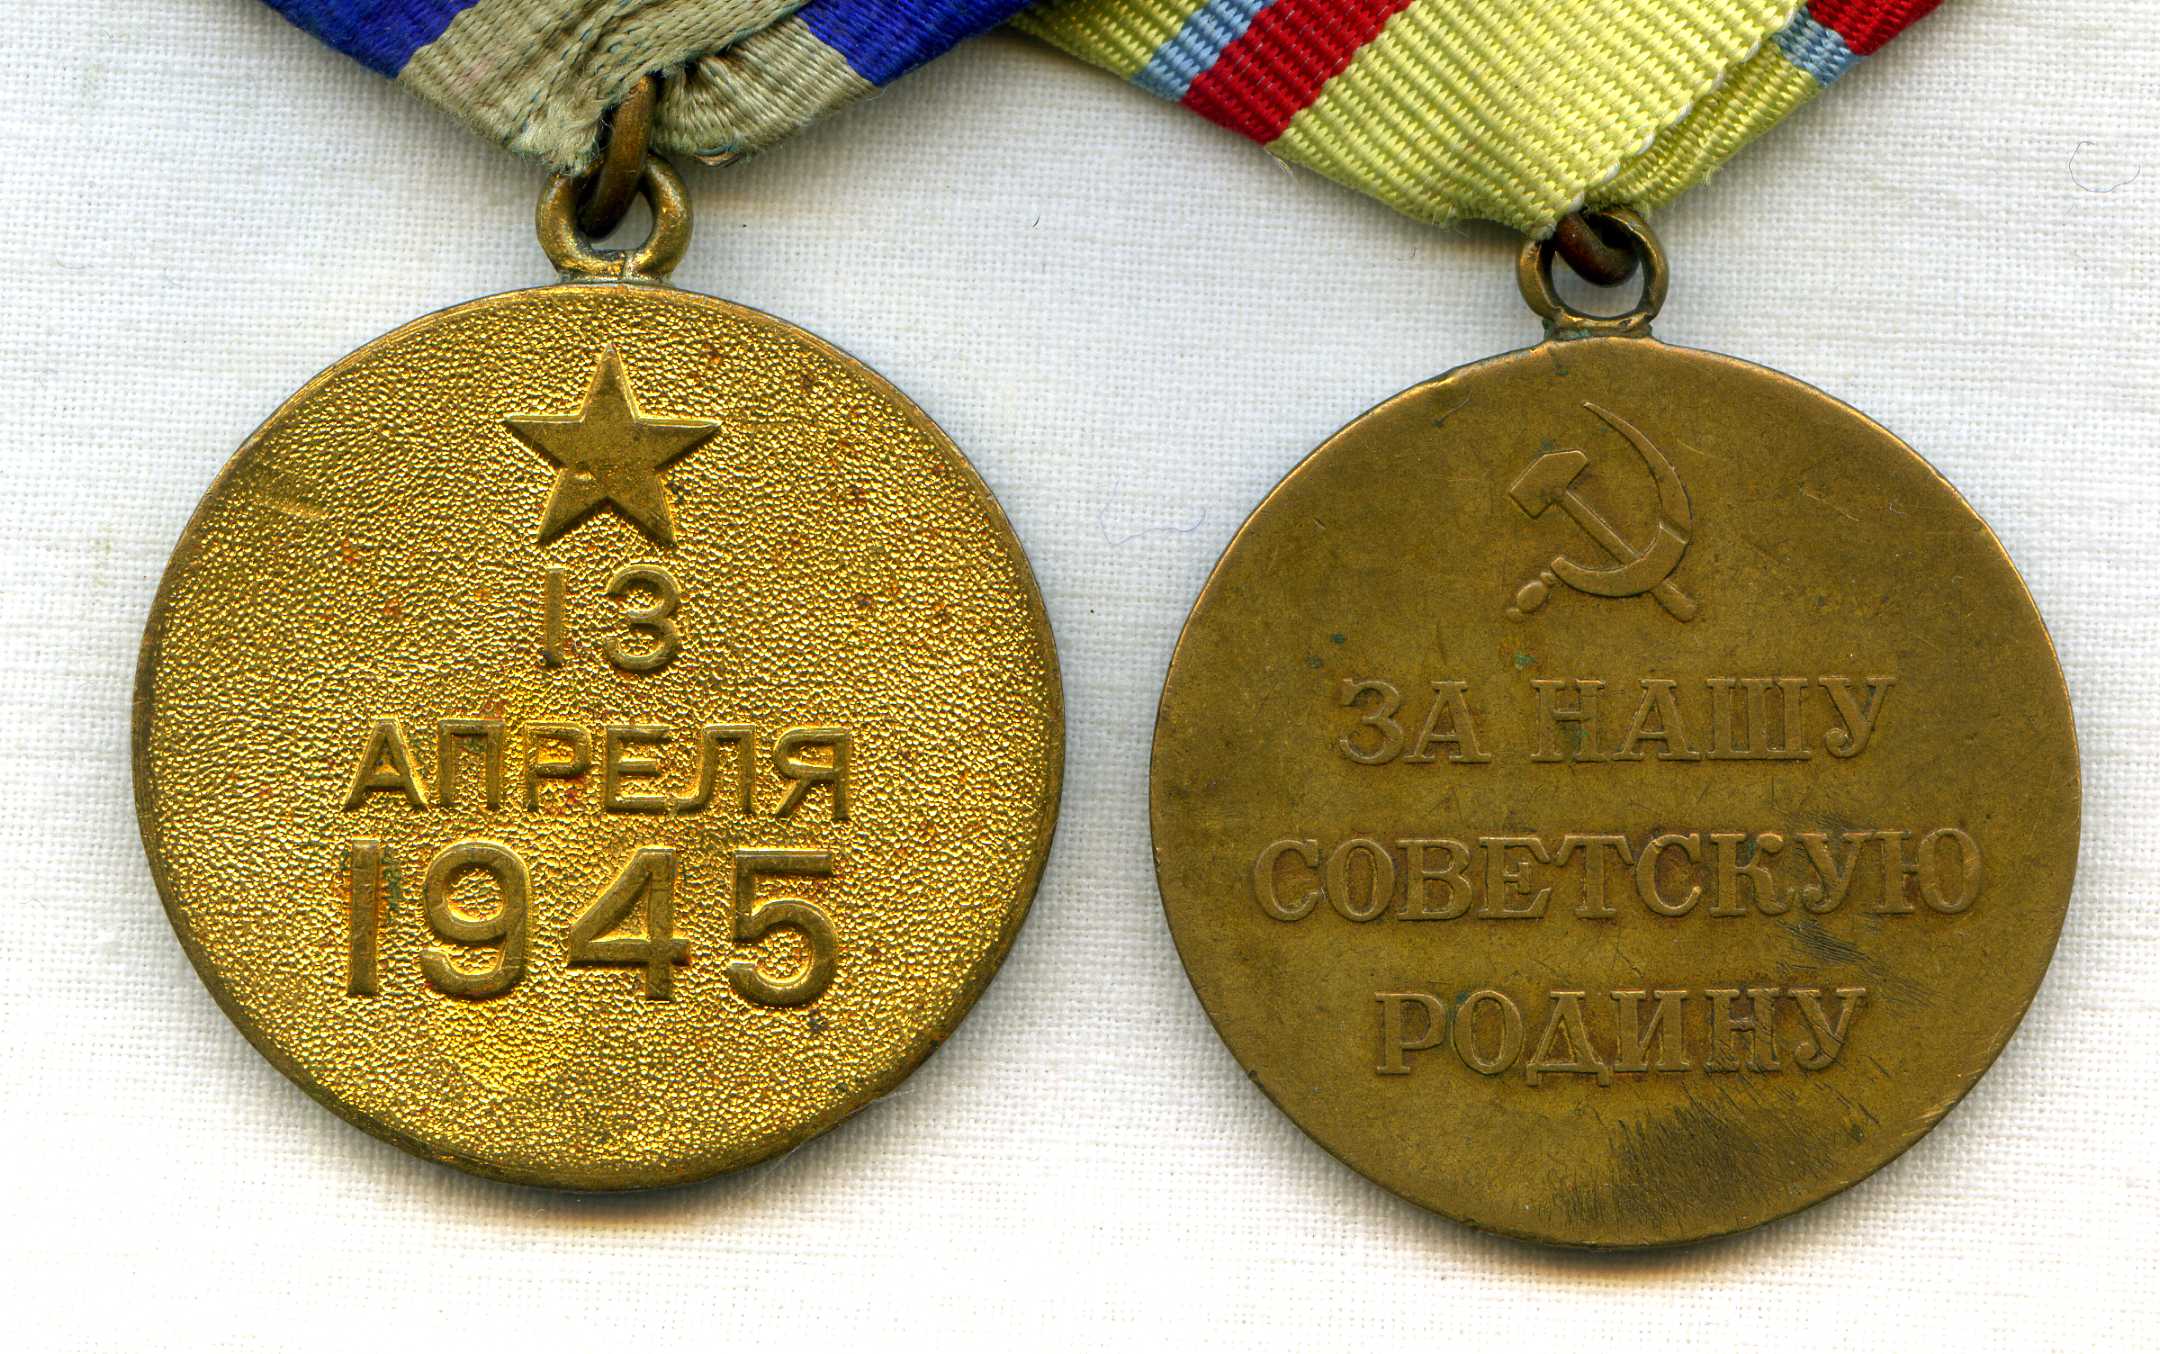 13
АПРЕЛЯ
1945
ЗА НАШУ
СОВЕТСКУЮ
РОДИНУ